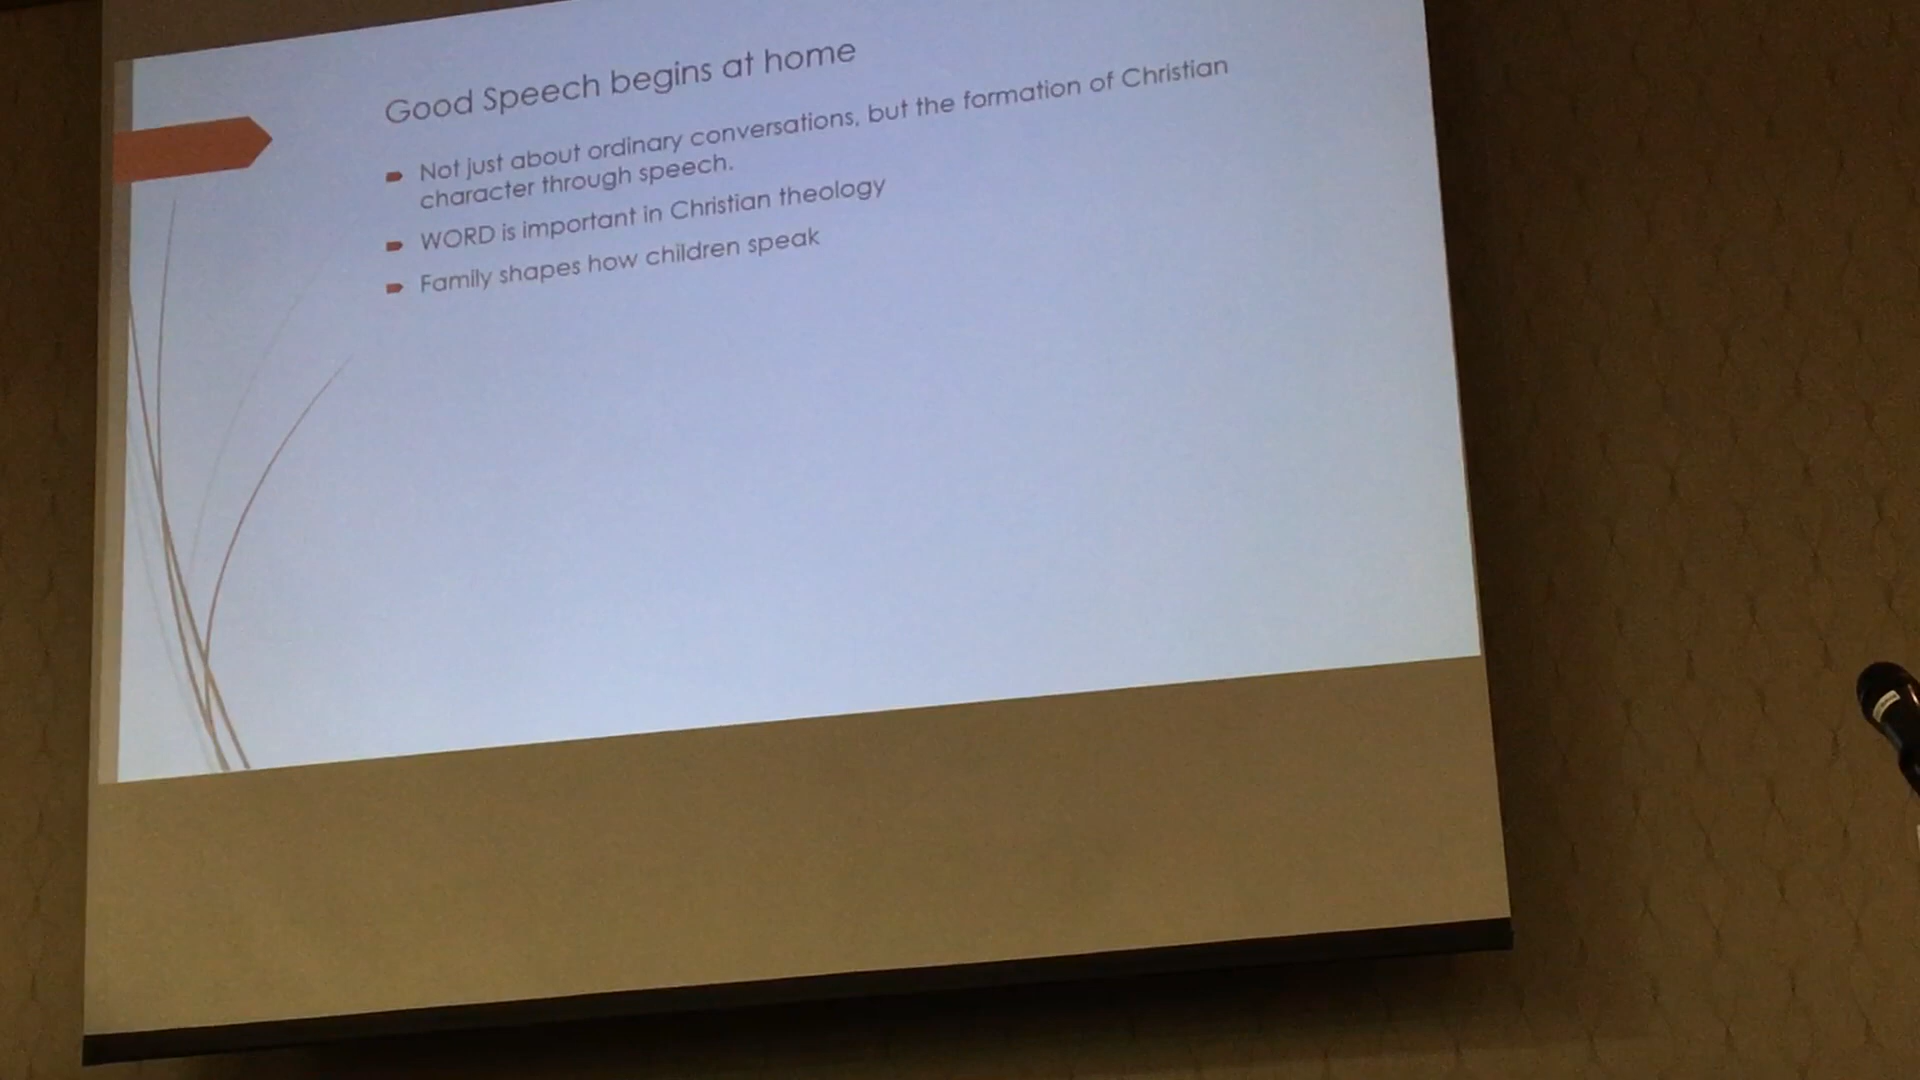 Good Speech begins at home
Not just about ordinary conversations, but the formation of Christian
character through speech.
WORD is important in Christian theology
Family shapes how children speak